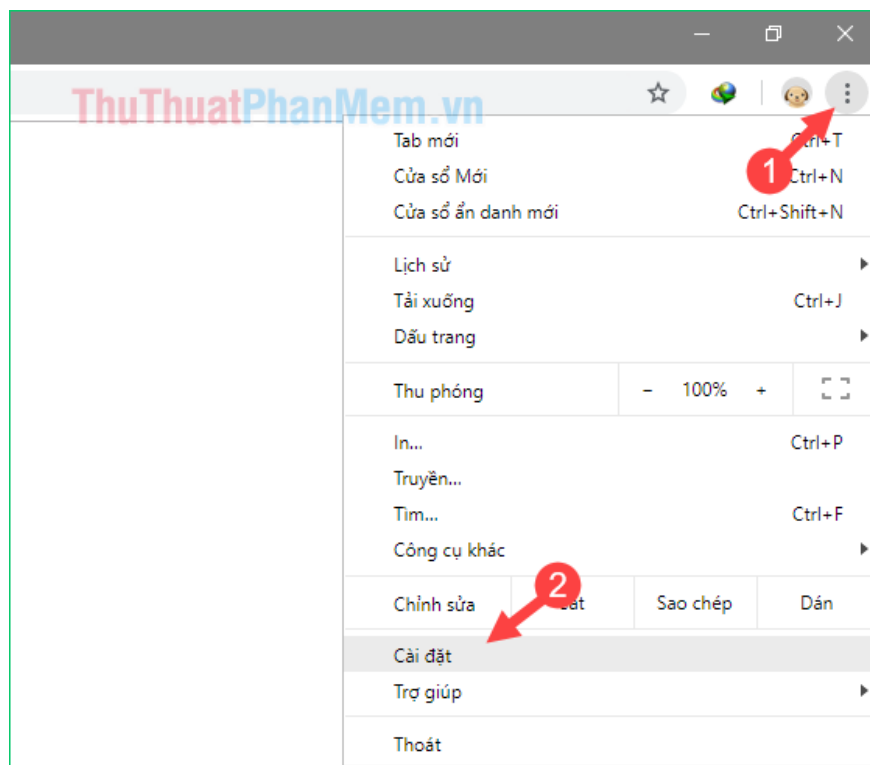 ThuThuatPhanMem.vn
Tab mới Ctrl+T
1
Cửa sổ Mới Ctrl+N
Cửa sổ ẩn danh mới Ctrl+Shift+N
Lịch sử
Tải xuống Ctrl+J
Dấu trang
Thu phóng − 100% +
In... Ctrl+P
Truyền...
Tìm... Ctrl+F
Công cụ khác
2
Chỉnh sửa Sao chép Dán
Cài đặt
Trợ giúp
Thoát